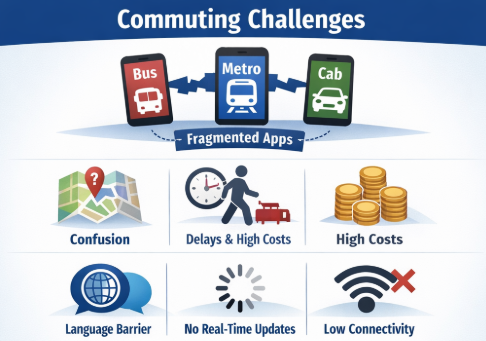 Commuting Challenges
Bus
Metro
Cab
Fragmented Apps
?
Confusion
Delays & High Costs
High Costs
Language Barrier
No Real-Time Updates
Low Connectivity